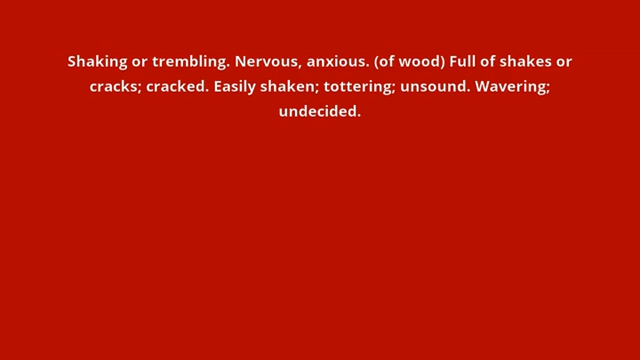 Shaking or trembling. Nervous, anxious. (of wood) Full of shakes or
cracks; cracked. Easily shaken; tottering; unsound. Wavering;
undecided.